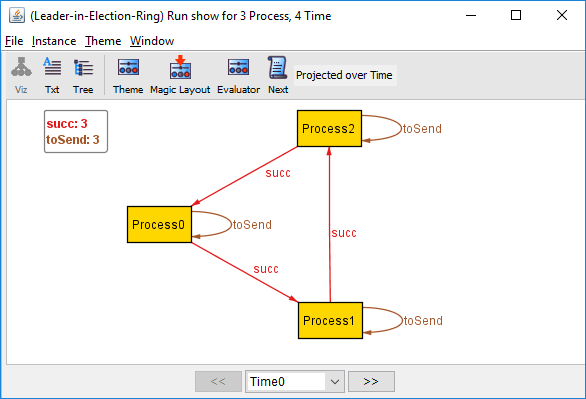 (Leader-in-Election-Ring) Run show for 3 Process, 4 Time
File Instance Theme Window
Viz Txt Tree Theme Magic Layout Evaluator Next Projected over Time
succ: 3
toSend: 3
Process2
toSend
succ
Process0
toSend
succ
succ
Process1
toSend
<< Time0 >>